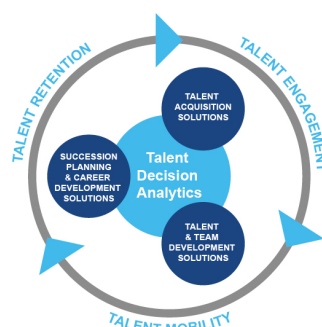 TALENT RETENTION
TALENT ENGAGEMENT
TALENT
ACQUISITION
SOLUTIONS
SUCCESSION
PLANNING
& CAREER
DEVELOPMENT
SOLUTIONS
Talent
Decision
Analytics
TALENT
& TEAM
DEVELOPMENT
SOLUTIONS
TALENT MOBILITY